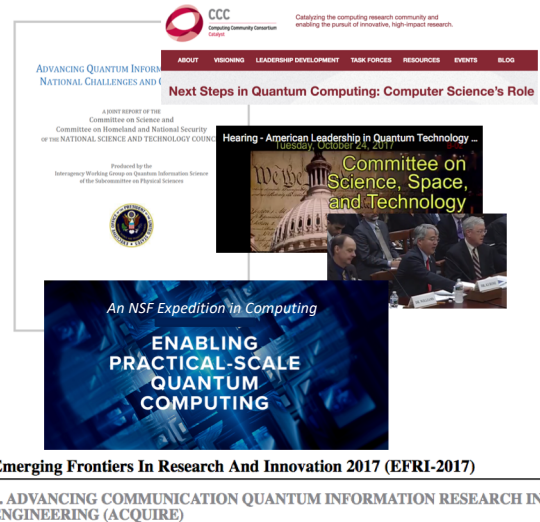 CCC
Computing Community Consortium
Catalyst
Catalyzing the computing research community and
enabling the pursuit of innovative, high-impact research.
ABOUT VISIONING LEADERSHIP DEVELOPMENT TASK FORCES RESOURCES EVENTS BLOG
Next Steps in Quantum Computing: Computer Science's Role
ADVANCING QUANTUM INFORM
NATIONAL CHALLENGES AND
A JOINT REPORT OF THE
Committee on Science and
Committee on Homeland and National Security
OF THE NATIONAL SCIENCE AND TECHNOLOGY COUNC
Produced by the
Interagency Working Group on Quantum Information Science
of the Subcommittee on Physical Sciences
Hearing - American Leadership in Quantum Technology ...
Tuesday, October 24, 2017
We the
Committee on
Science, Space,
and Technology
An NSF Expedition in Computing
ENABLING
PRACTICAL-SCALE
QUANTUM
COMPUTING
Emerging Frontiers In Research And Innovation 2017 (EFRI-2017)
. ADVANCING COMMUNICATION QUANTUM INFORMATION RESEARCH IN
ENGINEERING (ACQUIRE)